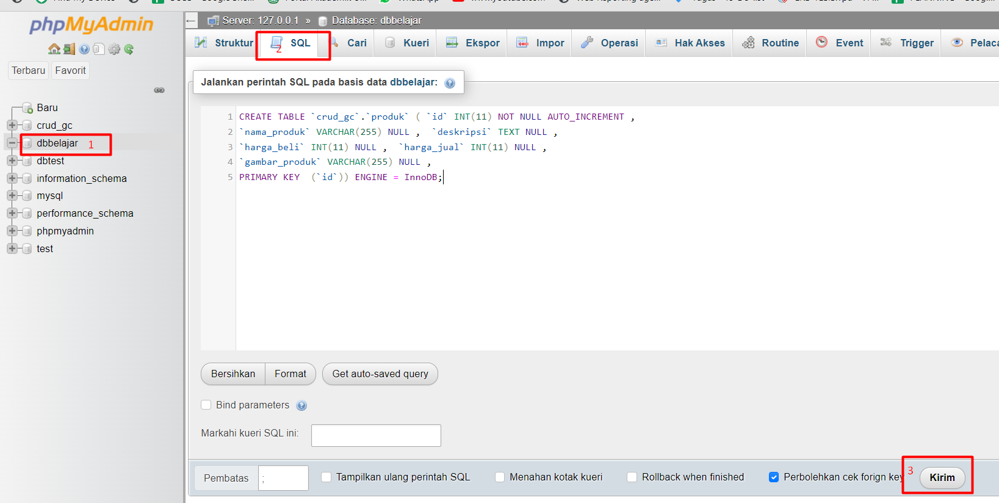 phpMyAdmin
Terbaru Favorit
Baru
crud_gc
dbbelajar 1
dbtest
information_schema
mysql
performance_schema
phpmyadmin
test
Server: 127.0.0.1 » Database: dbbelajar
Struktur SQL 2 Cari Kueri Ekspor Impor Operasi Hak Akses Routine Event Trigger
Jalankan perintah SQL pada basis data dbbelajar:
1 CREATE TABLE `crud_gc`.`produk` ( `id` INT(11) NOT NULL AUTO_INCREMENT ,
2 `nama_produk` VARCHAR(255) NULL , `deskripsi` TEXT NULL ,
3 `harga_beli` INT(11) NULL , `harga_jual` INT(11) NULL ,
4 `gambar_produk` VARCHAR(255) NULL ,
5 PRIMARY KEY (`id`)) ENGINE = InnoDB;
Bersihkan Format Get auto-saved query
Bind parameters
Markahi kueri SQL ini:
Pembatas ; Tampilkan ulang perintah SQL Menahan kotak kueri Rollback when finished Perbolehkan cek forign key 3 Kirim